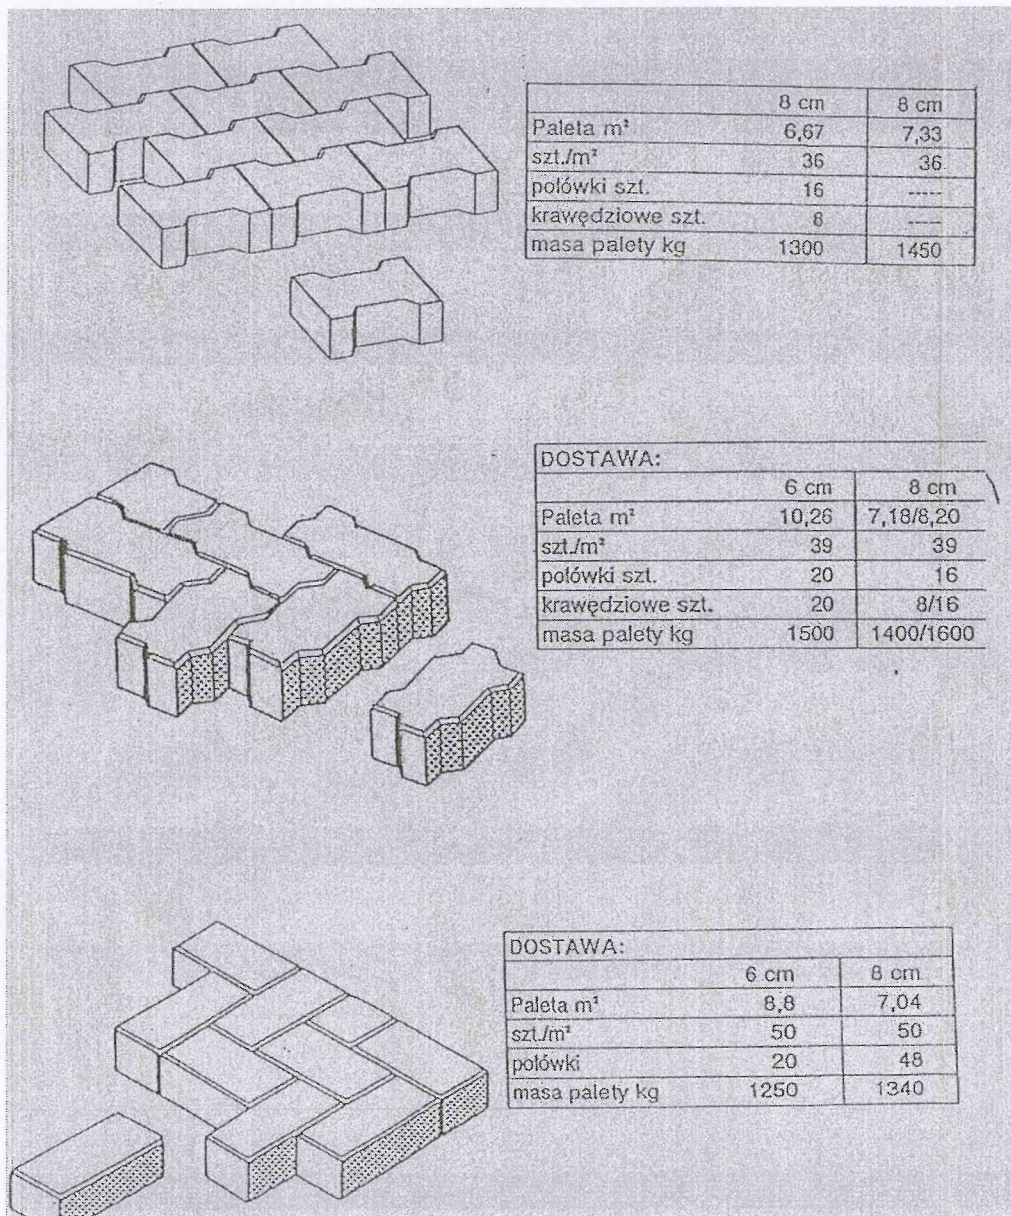 8 cm 8 cm
Paleta m² 6,67 7,33
szt./m² 36 36
połówki szt. 16 -----
krawędziowe szt. 8 ----
masa palety kg 1300 1450
DOSTAWA:
6 cm 8 cm
Paleta m² 10,26 7,18/8,20
szt./m² 39 39
połówki szt. 20 16
krawędziowe szt. 20 8/16
masa palety kg 1500 1400/1600
DOSTAWA:
6 cm 8 cm
Paleta m² 8,8 7,04
szt./m² 50 50
połówki 20 48
masa palety kg 1250 1340